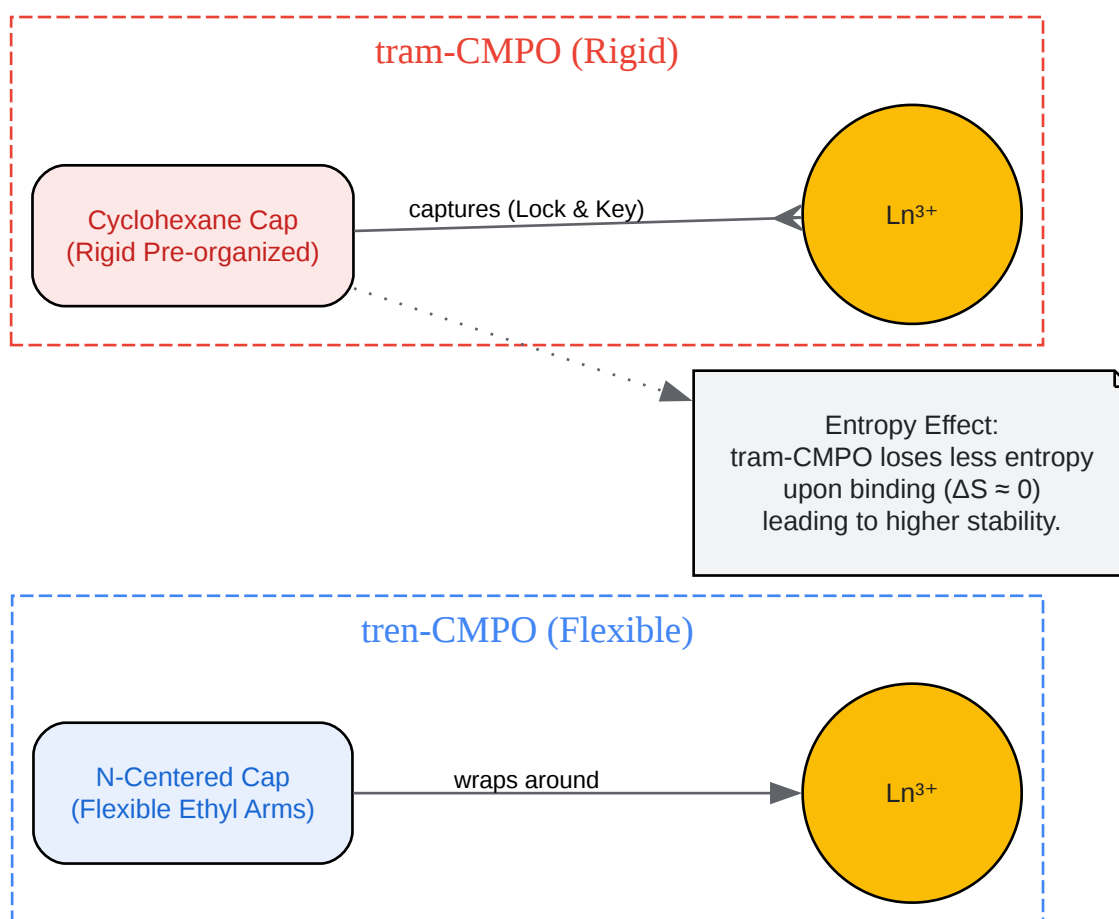 tram-CMPO (Rigid)
Cyclohexane Cap
(Rigid Pre-organized)
captures (Lock & Key)
Ln³⁺
Entropy Effect:
tram-CMPO loses less entropy
upon binding (ΔS ≈ 0)
leading to higher stability.
tren-CMPO (Flexible)
N-Centered Cap
(Flexible Ethyl Arms)
wraps around
Ln³⁺